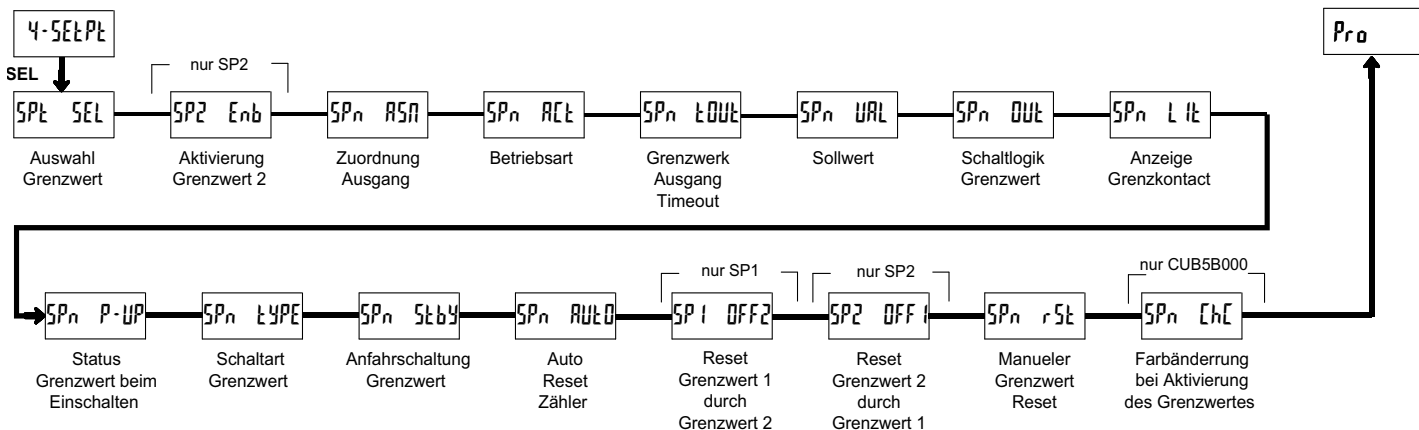 4-SEtPt
Pro
SEL
nur SP2
SPt SEL
SP2 Enb
SPn ASN
SPn ACt
SPn tOUt
SPn VAL
SPn OUt
SPn LIt
Auswahl
Grenzwert
Aktivierung
Grenzwert 2
Zuordnung
Ausgang
Betriebsart
Grenzwerk
Ausgang
Timeout
Sollwert
Schaltlogik
Grenzwert
Anzeige
Grenzkontact
nur SP1
nur SP2
nur CUB5B000
SPn P-UP
SPn tYPE
SPn StbY
SPn AUtO
SP1 OFF2
SP2 OFF1
SPn rSt
SPn ChC
Status
Grenzwert beim
Einschalten
Schaltart
Grenzwert
Anfahrschaltung
Grenzwert
Auto
Reset
Zähler
Reset
Grenzwert 1
durch
Grenzwert 2
Reset
Grenzwert 2
durch
Grenzwert 1
Manueler
Grenzwert
Reset
Farbänderrung
bei Aktivierung
des Grenzwertes